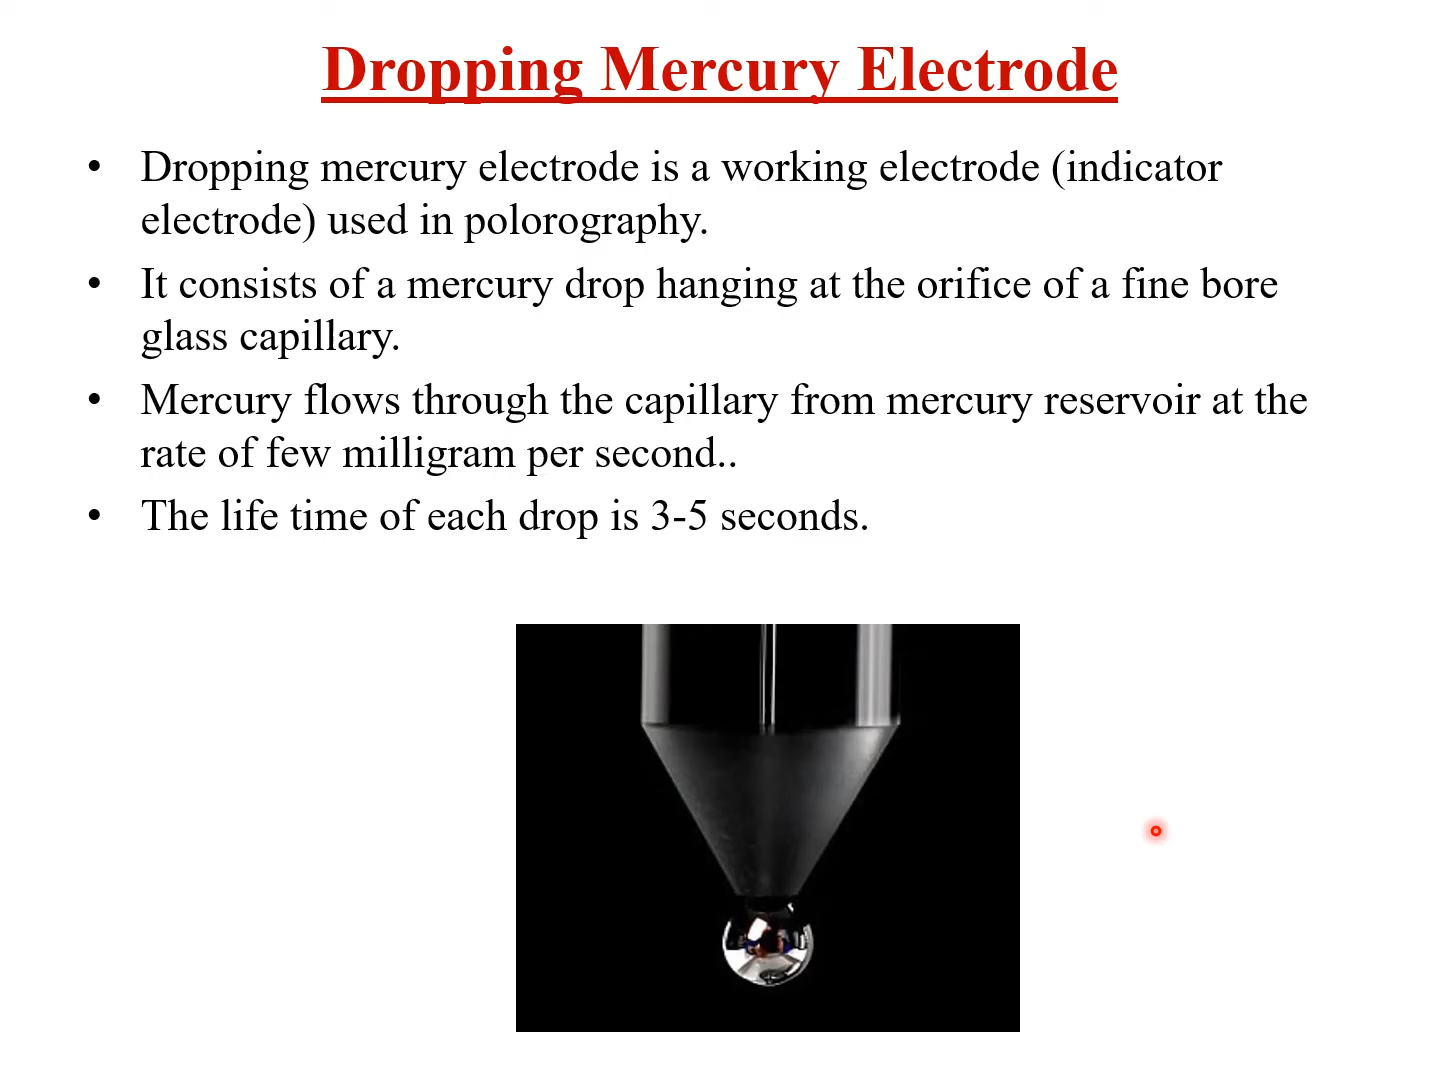 Dropping Mercury Electrode
• Dropping mercury electrode is a working electrode (indicator
electrode) used in polorography.
• It consists of a mercury drop hanging at the orifice of a fine bore
glass capillary.
• Mercury flows through the capillary from mercury reservoir at the
rate of few milligram per second..
• The life time of each drop is 3-5 seconds.